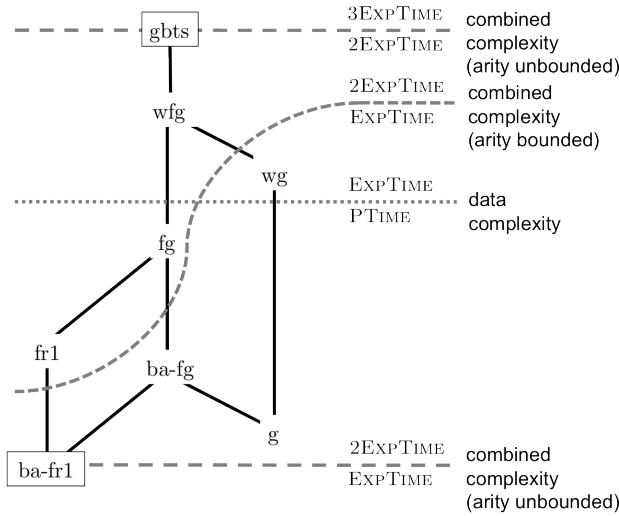 3EXPTIME
gbts
combined
2EXPTIME
complexity
(arity unbounded)
2EXPTIME
combined
wfg
EXPTIME
complexity
(arity bounded)
wg
EXPTIME
data
PTIME
complexity
fg
fr1
ba-fg
g
2EXPTIME
combined
ba-fr1
EXPTIME
complexity
(arity unbounded)